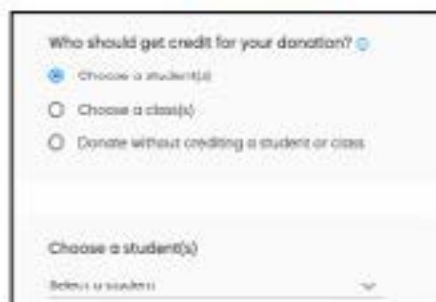 Who should get credit for your donation?
Choose a student(s)
Choose a class(s)
Donate without crediting a student or class
Choose a student(s)
Select a student